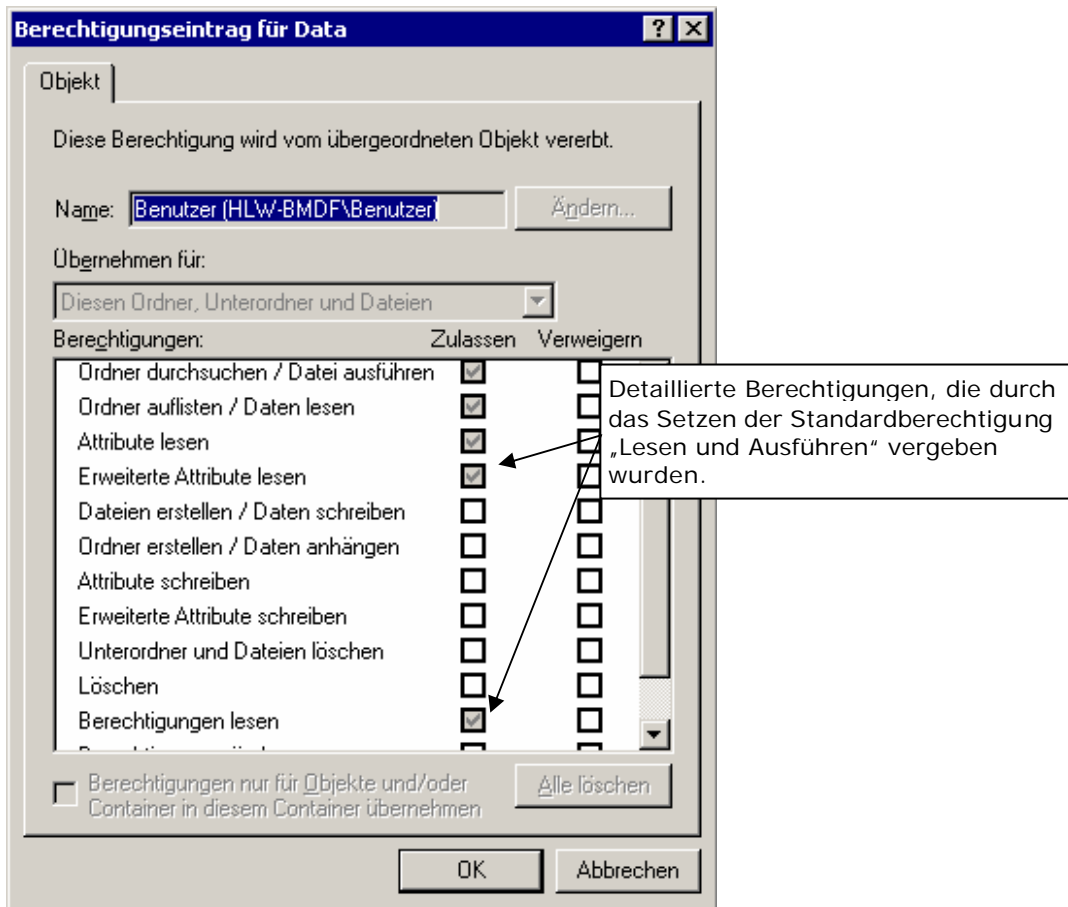 Berechtigungseintrag für Data
Objekt
Diese Berechtigung wird vom übergeordneten Objekt vererbt.
Name: Benutzer (HLW-BMDF\Benutzer) Ändern...
Übernehmen für:
Diesen Ordner, Unterordner und Dateien
Berechtigungen: Zulassen Verweigern
Ordner durchsuchen / Datei ausführen
Ordner auflisten / Daten lesen
Attribute lesen
Erweiterte Attribute lesen
Dateien erstellen / Daten schreiben
Ordner erstellen / Daten anhängen
Attribute schreiben
Erweiterte Attribute schreiben
Unterordner und Dateien löschen
Löschen
Berechtigungen lesen
Detaillierte Berechtigungen, die durch
das Setzen der Standardberechtigung
„Lesen und Ausführen“ vergeben
wurden.
Berechtigungen nur für Objekte und/oder
Container in diesem Container übernehmen
Alle löschen
OK Abbrechen